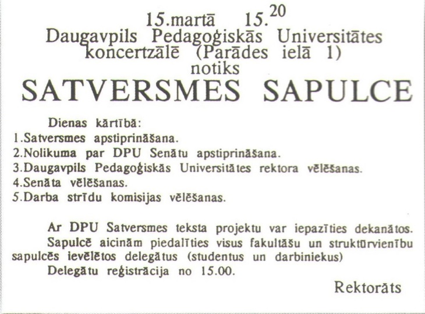 15.martā 15.20
Daugavpils Pedagoģiskās Universitātes
koncertzālē (Parādes ielā 1)
notiks
SATVERSMES SAPULCE
Dienas kārtībā:
1.Satversmes apstiprināšana.
2.Nolikuma par DPU Senātu apstiprināšana.
3.Daugavpils Pedagoģiskās Universitātes rektora vēlēšanas.
4.Senāta vēlēšanas.
5.Darba strīdu komisijas vēlēšanas.
Ar DPU Satversmes teksta projektu var iepazīties dekanātos.
Sapulcē aicinām piedalīties visus fakultāšu un struktūrvienību
sapulcēs ievēlētos delegātus (studentus un darbiniekus)
Delegātu reģistrācija no 15.00.
Rektorāts